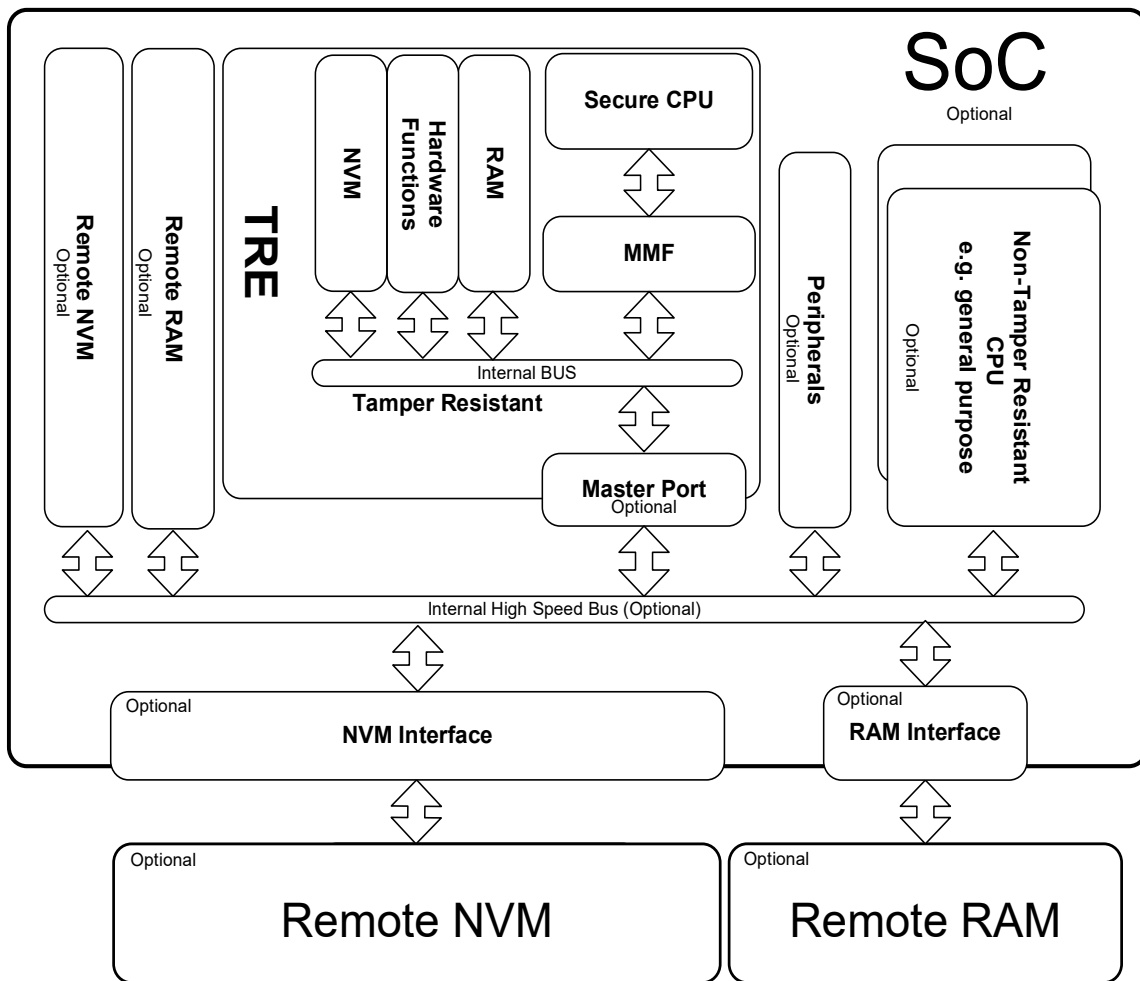 SoC
Optional
Remote NVM
Optional
Remote RAM
Optional
TRE
NVM
Hardware
Functions
RAM
Secure CPU
MMF
Internal BUS
Tamper Resistant
Master Port
Optional
Peripherals
Optional
Non-Tamper Resistant
CPU
e.g. general purpose
Optional
Internal High Speed Bus (Optional)
Optional
NVM Interface
Optional
RAM Interface
Optional
Remote NVM
Optional
Remote RAM